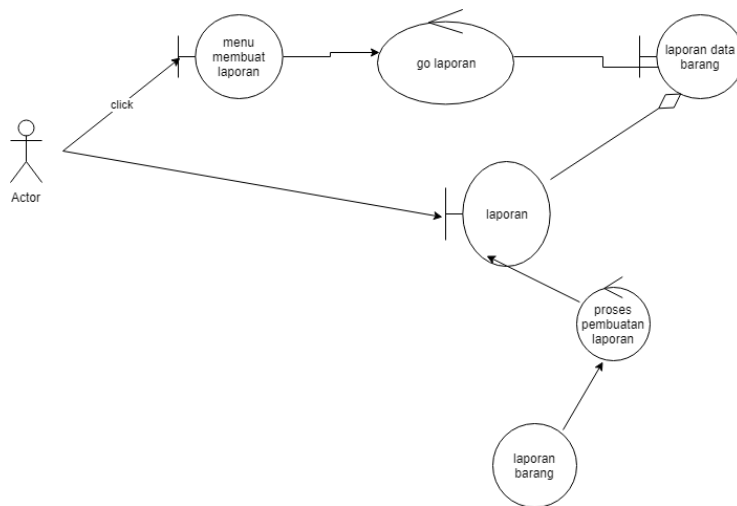 menu
membuat
laporan
go laporan
laporan data
barang
click
Actor
laporan
proses
pembuatan
laporan
laporan
barang